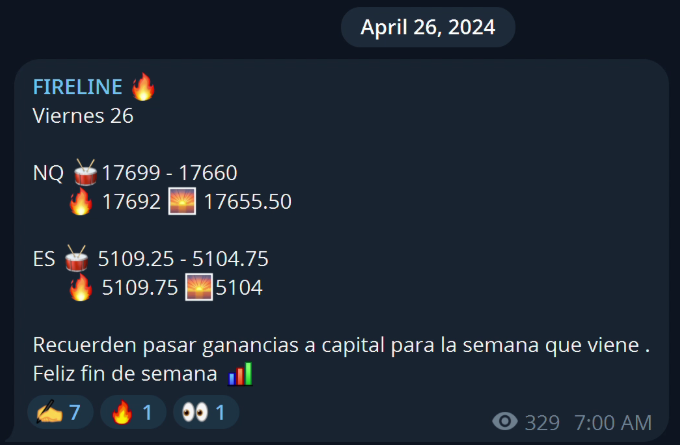 April 26, 2024
FIRELINE 🔥
Viernes 26
NQ 🥁 17699 - 17660
🔥 17692 🌅 17655.50
ES 🥁 5109.25 - 5104.75
🔥 5109.75 🌅 5104
Recuerden pasar ganancias a capital para la semana que viene .
Feliz fin de semana 📊
✍️ 7 🔥 1 👀 1
329 7:00 AM